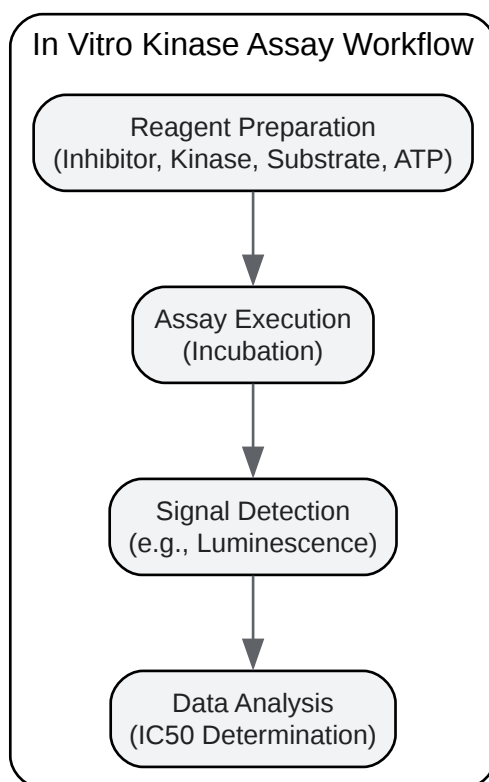 In Vitro Kinase Assay Workflow
Reagent Preparation
(Inhibitor, Kinase, Substrate, ATP)
Assay Execution
(Incubation)
Signal Detection
(e.g., Luminescence)
Data Analysis
(IC50 Determination)